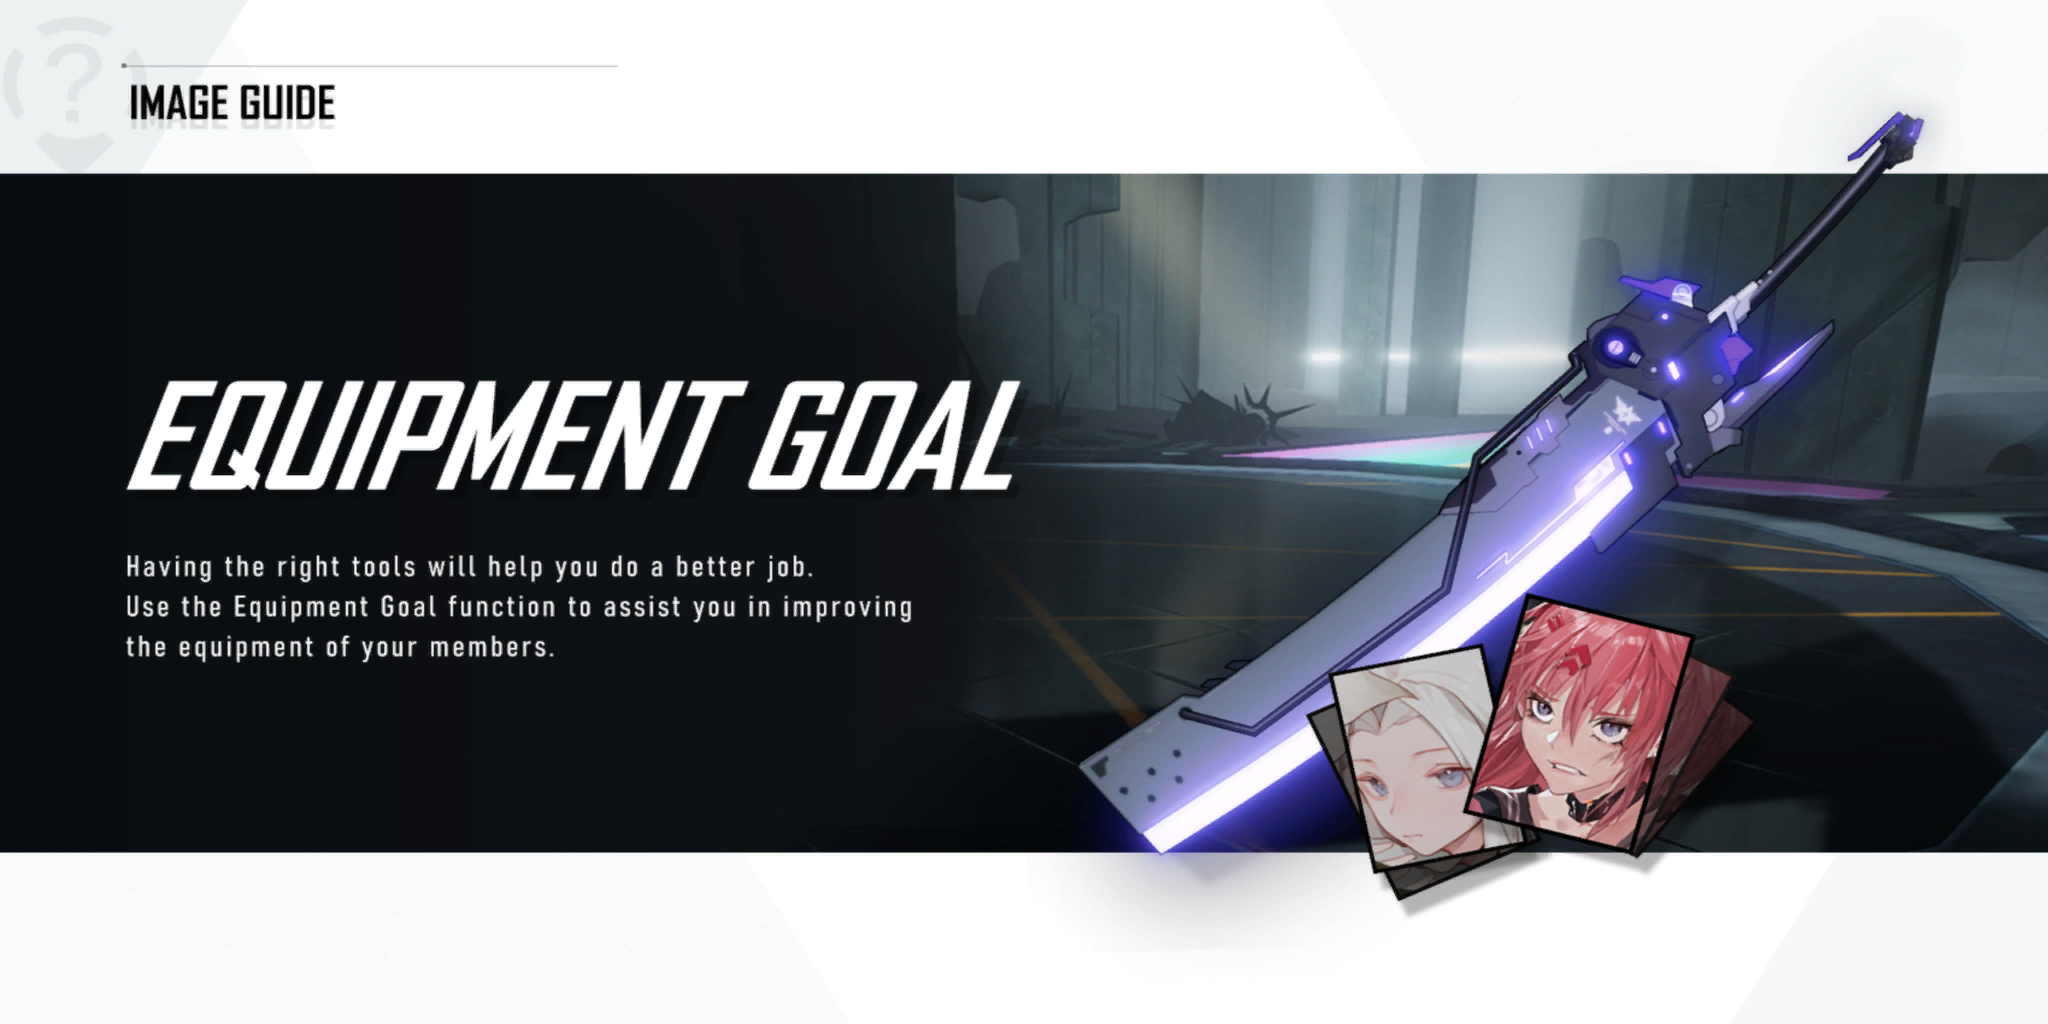 IMAGE GUIDE
EQUIPMENT GOAL
Having the right tools will help you do a better job.
Use the Equipment Goal function to assist you in improving
the equipment of your members.